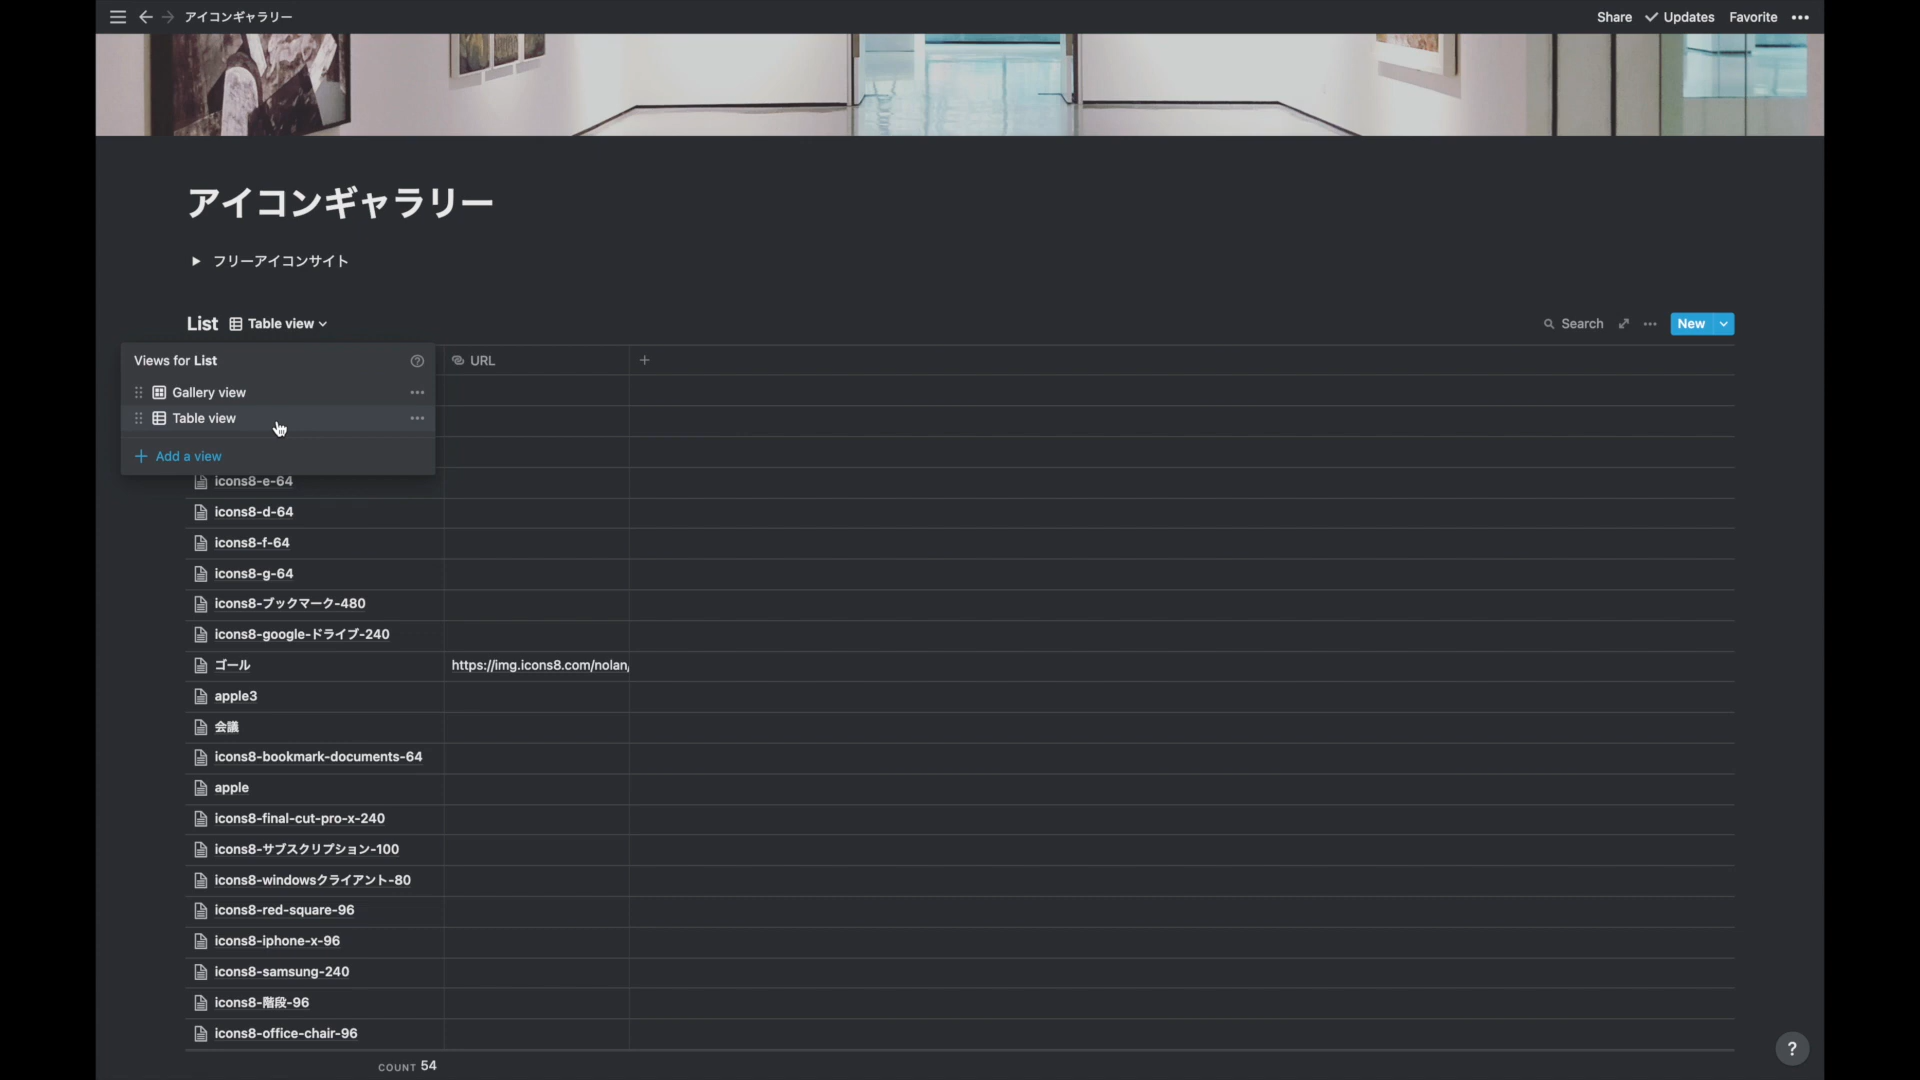 アイコンギャラリー
Share
Updates
Favorite
アイコンギャラリー
フリーアイコンサイト
List
Table view
Search
New
Views for List
Gallery view
Table view
Add a view
URL
icons8-e-64
icons8-d-64
icons8-f-64
icons8-g-64
icons8-ブックマーク-480
icons8-google-ドライブ-240
ゴール
https://img.icons8.com/nolan/
apple3
会議
icons8-bookmark-documents-64
apple
icons8-final-cut-pro-x-240
icons8-サブスクリプション-100
icons8-windowsクライアント-80
icons8-red-square-96
icons8-iphone-x-96
icons8-samsung-240
icons8-階段-96
icons8-office-chair-96
COUNT 54
?